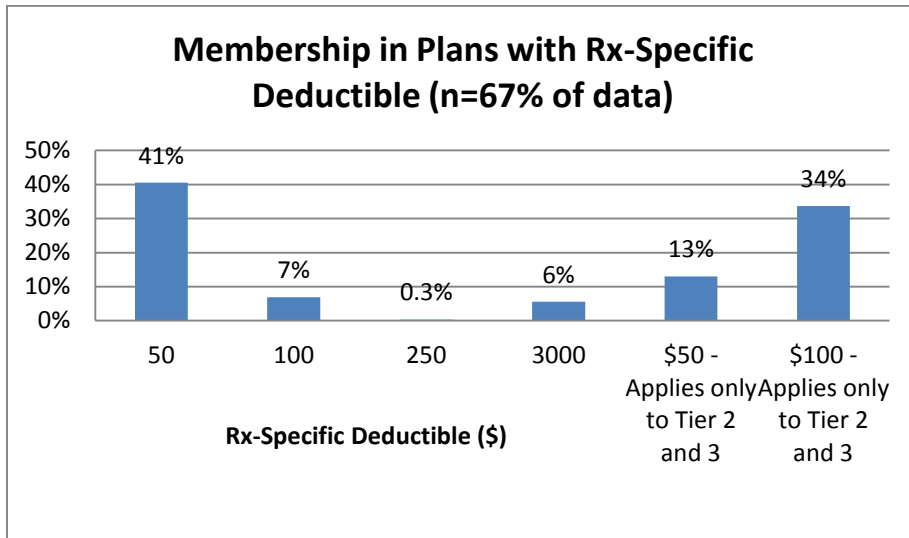 Membership in Plans with Rx-Specific
Deductible (n=67% of data)
50%
40%
30%
20%
10%
0%
41%
7%
0.3%
6%
13%
34%
50
100
250
3000
$50 -
Applies only
to Tier 2
and 3
$100 -
Applies only
to Tier 2
and 3
Rx-Specific Deductible ($)